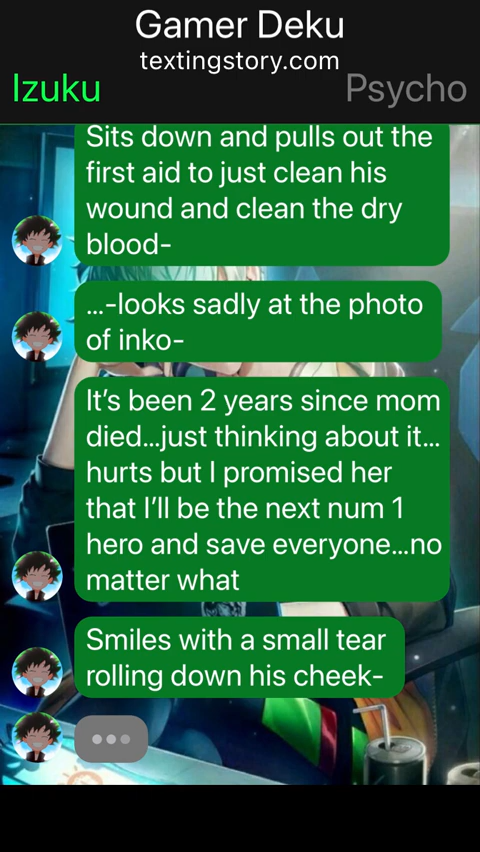 Gamer Deku
textingstory.com
Izuku
Psycho
Sits down and pulls out the
first aid to just clean his
wound and clean the dry
blood-
...-looks sadly at the photo
of inko-
It’s been 2 years since mom
died...just thinking about it...
hurts but I promised her
that I’ll be the next num 1
hero and save everyone...no
matter what
Smiles with a small tear
rolling down his cheek-